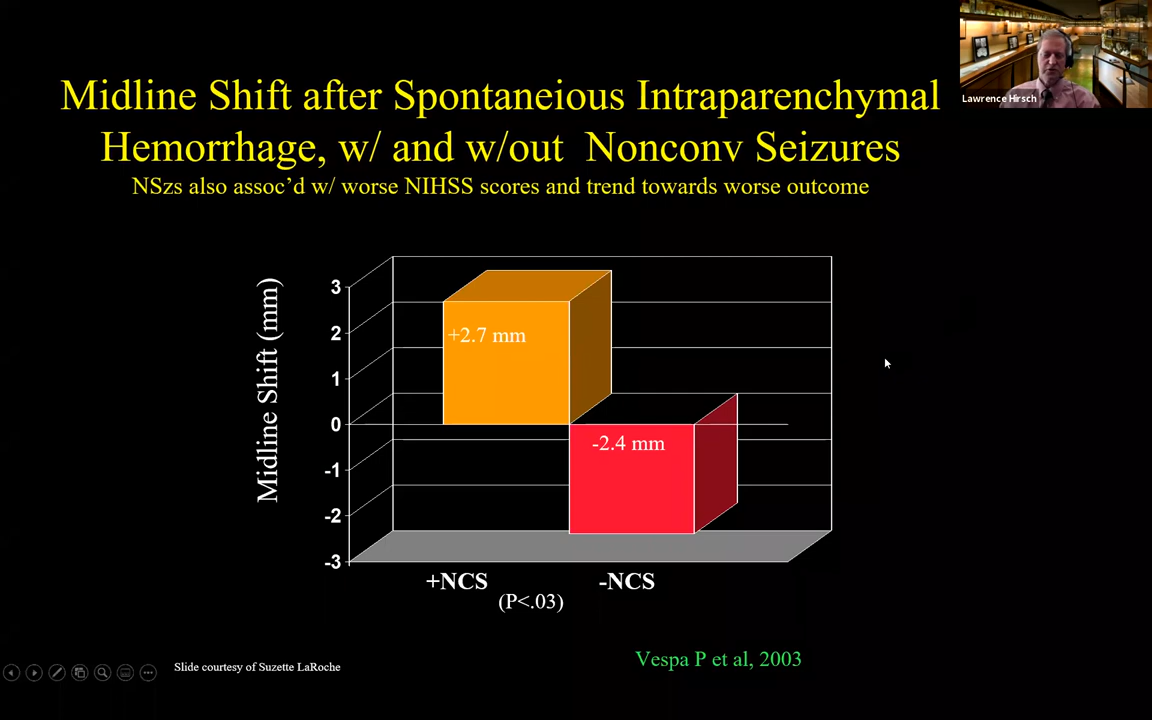 Midline Shift after Spontaneious Intraparenchymal
Hemorrhage, w/ and w/out Nonconv Seizures
NSzs also assoc'd w/ worse NIHSS scores and trend towards worse outcome
Lawrence Hirsch
Midline Shift (mm)
3
2
1
0
-1
-2
-3
+2.7 mm
-2.4 mm
+NCS
-NCS
(P<.03)
Vespa P et al, 2003
Slide courtesy of Suzette LaRoche